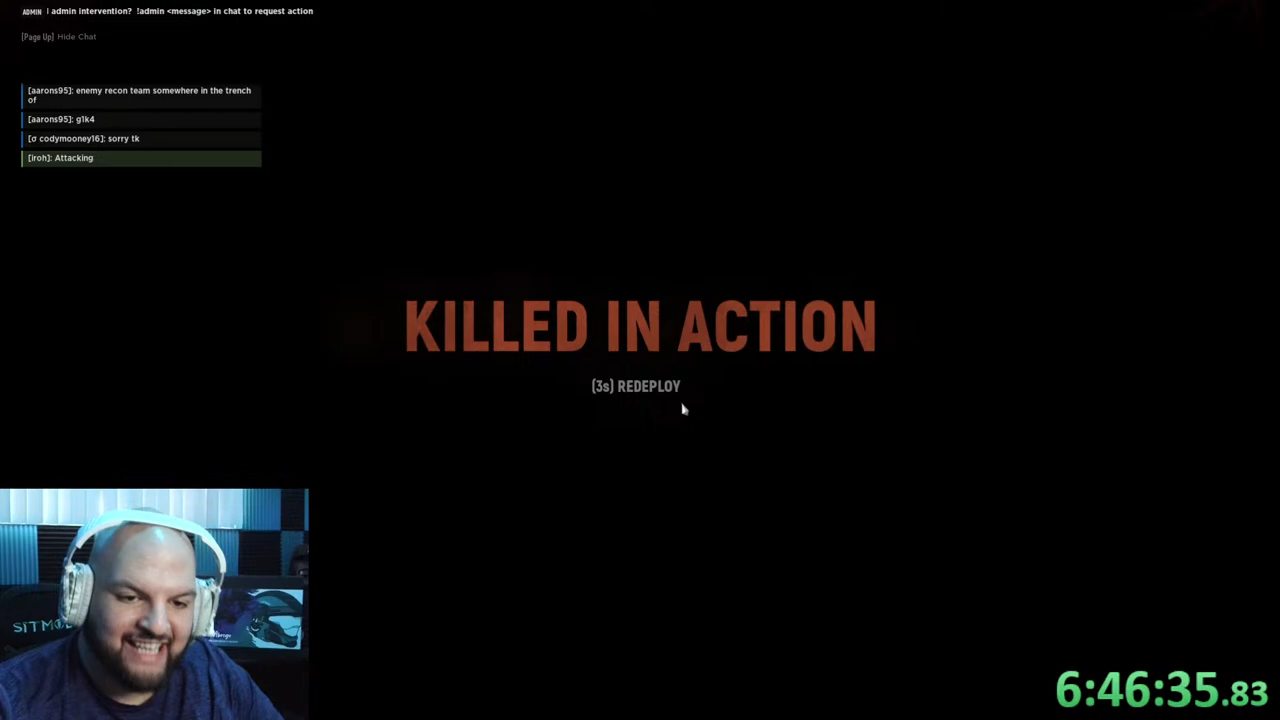 ADMIN l admin intervention? !admin <message> in chat to request action
[Page Up] Hide Chat
[aarons95]: enemy recon team somewhere in the trench
of
[aarons95]: g1k4
[σ codymooney16]: sorry tk
[iroh]: Attacking
KILLED IN ACTION
(3s) REDEPLOY
6:46:35.83